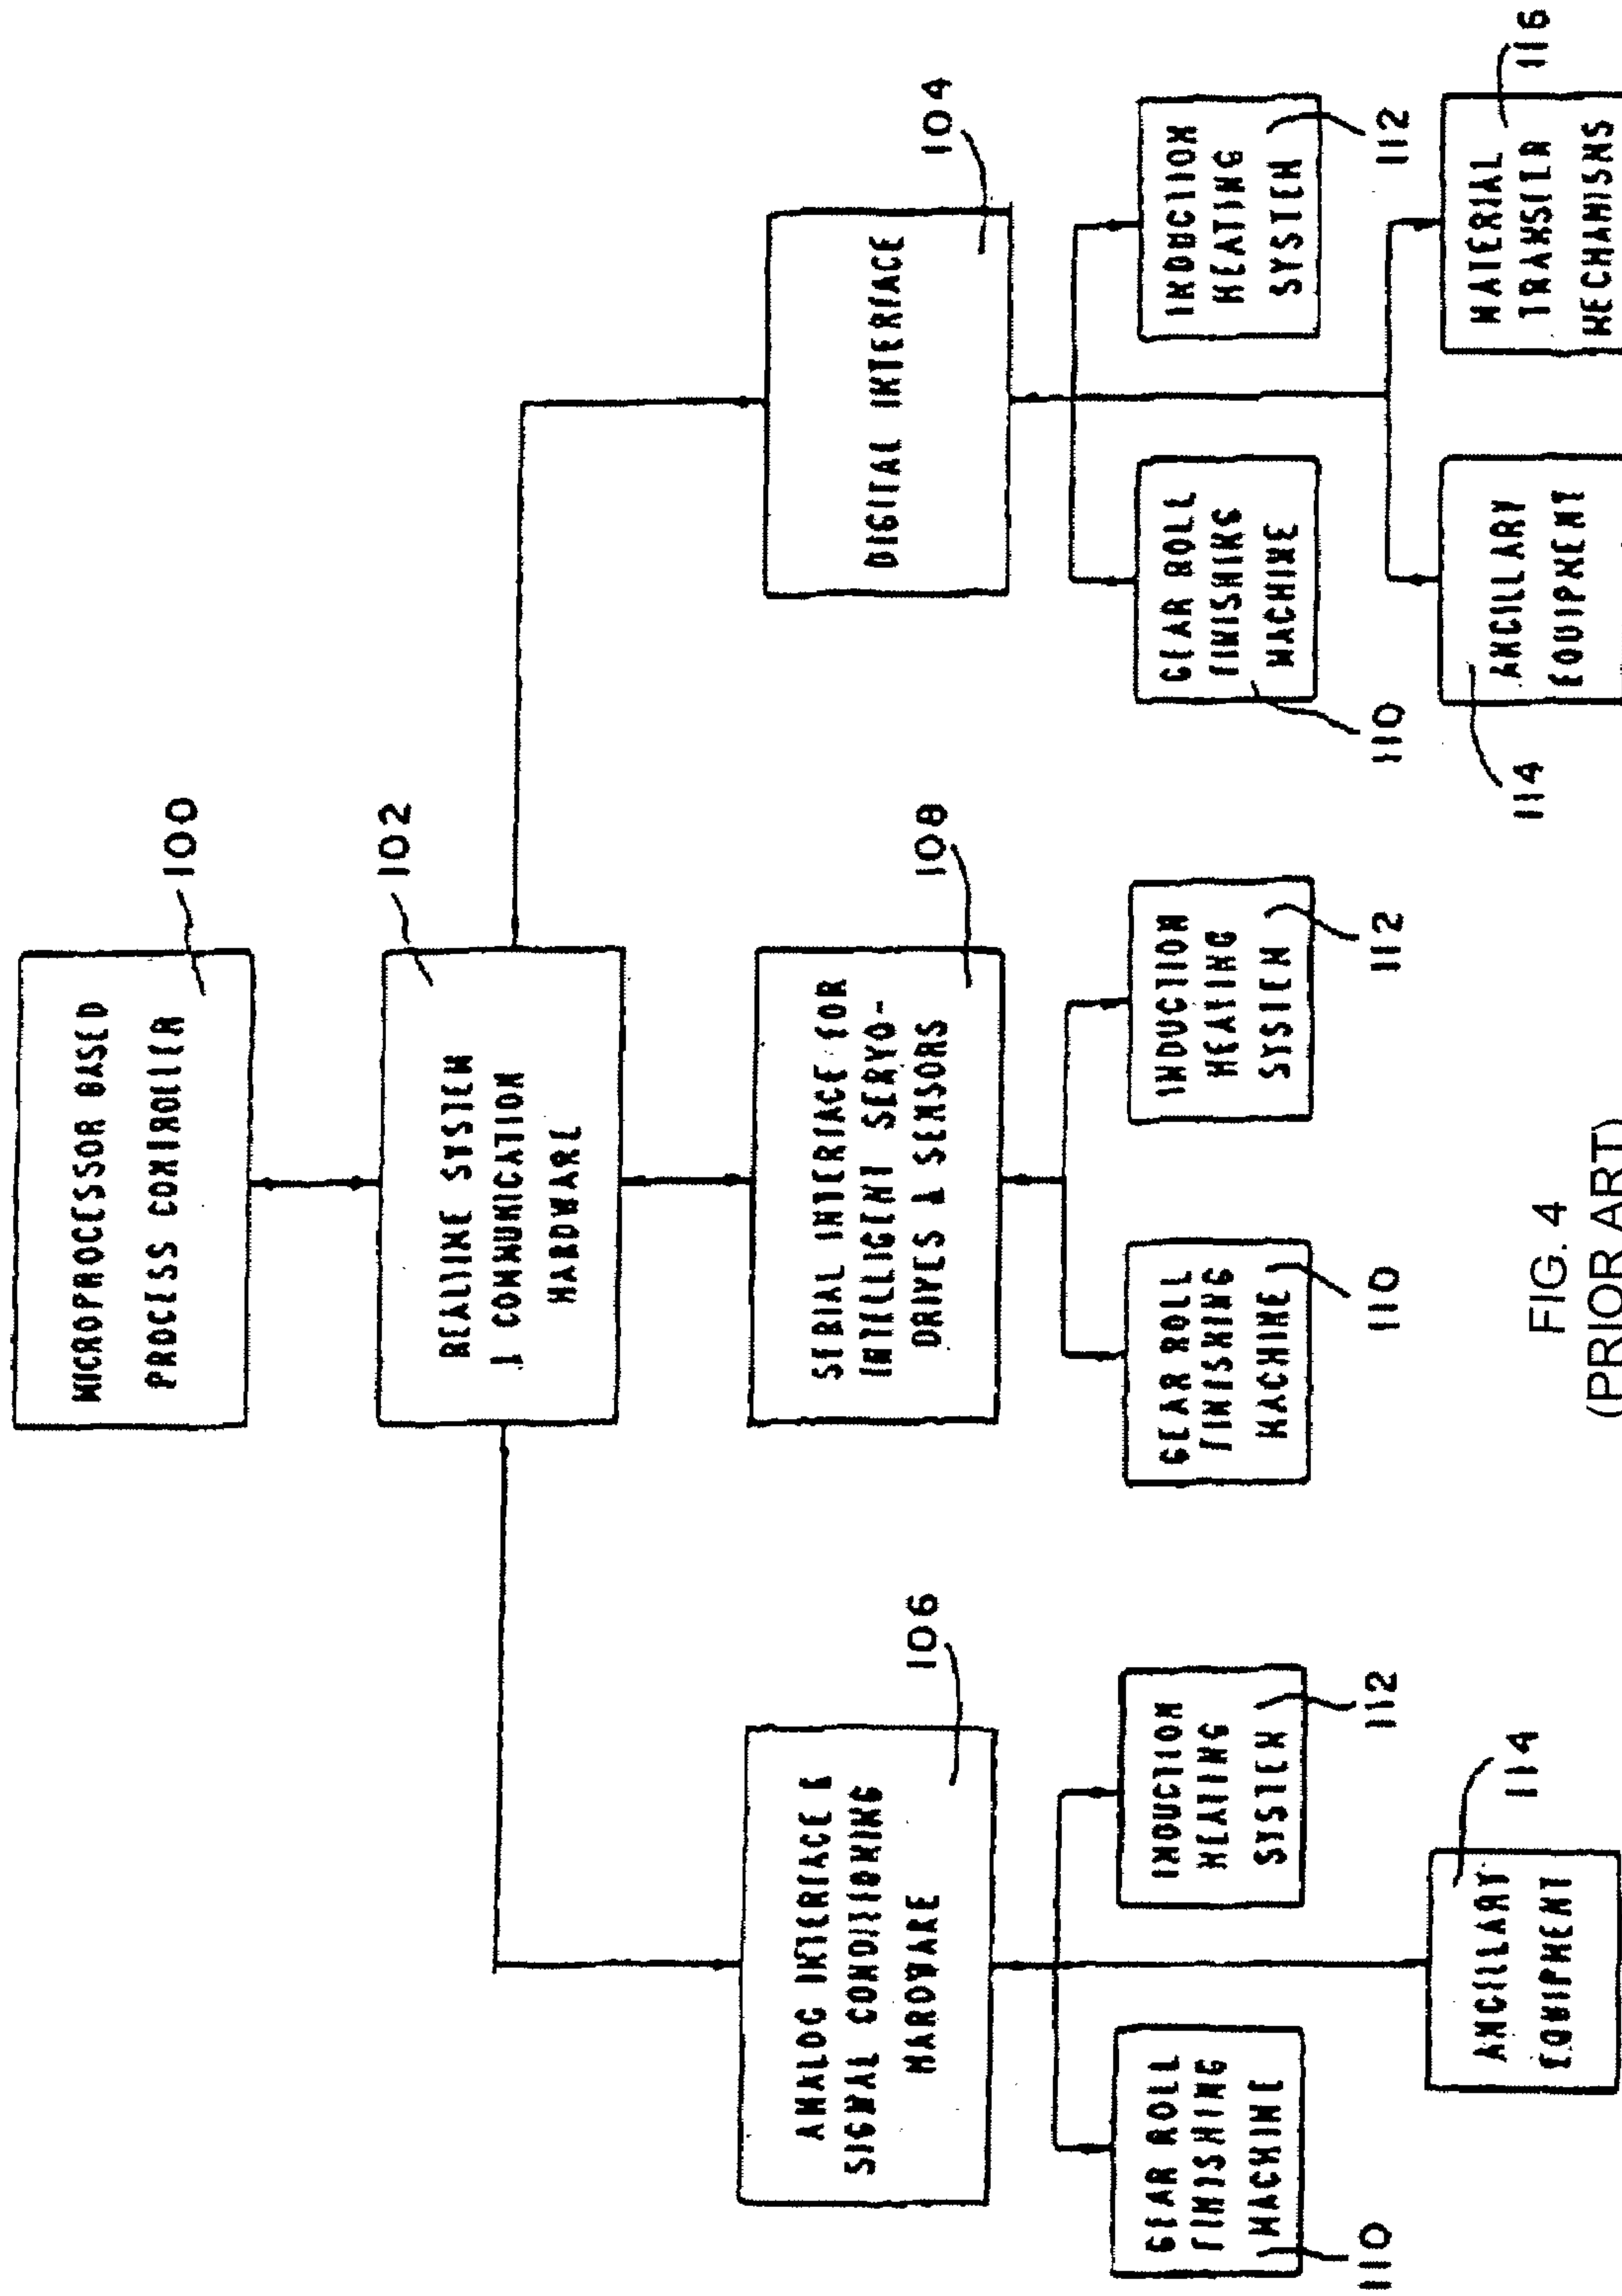 MICROPROCESSOR BASED
PROCESS CONTROLLER
100
REALTIME SYSTEM
& COMMUNICATION
HARDWARE
102
ANALOG INTERFACE &
SIGNAL CONDITIONING
HARDWARE
106
SERIAL INTERFACE FOR
INTELLIGENT SERVO-
DRIVES & SENSORS
108
DIGITAL INTERFACE
104
GEAR ROLL
FINISHING
MACHINE
110
INDUCTION
HEATING
SYSTEM
112
GEAR ROLL
FINISHING
MACHINE
110
INDUCTION
HEATING
SYSTEM
112
GEAR ROLL
FINISHING
MACHINE
110
INDUCTION
HEATING
SYSTEM
112
ANCILLARY
EQUIPMENT
114
ANCILLARY
EQUIPMENT
114
MATERIAL
TRANSFER
MECHANISMS
116
FIG. 4
(PRIOR ART)